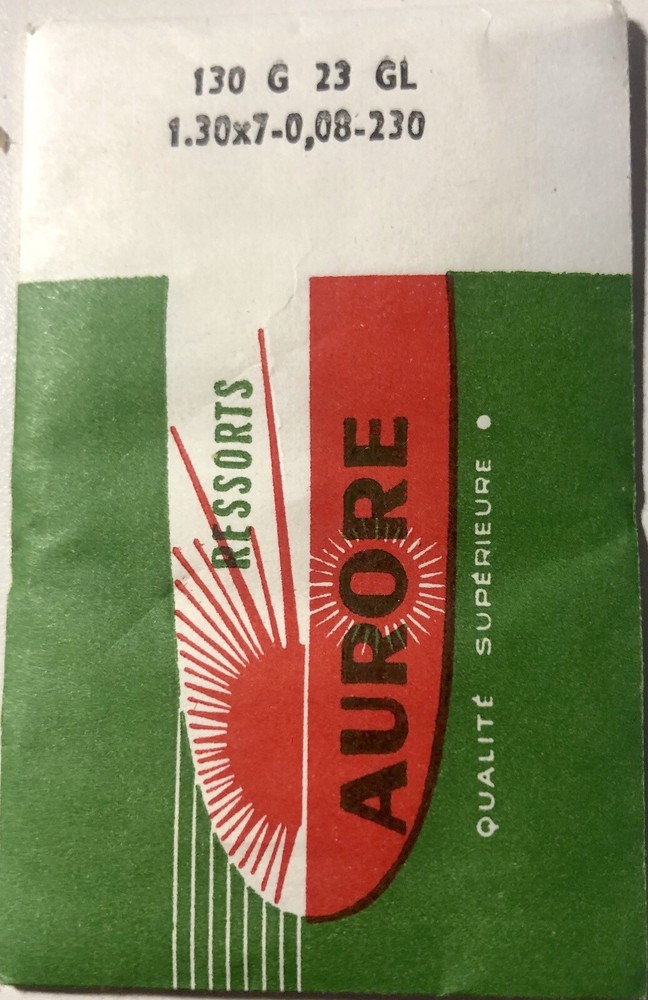 130 G 23 GL
1.30x7-0,08-230
RESSORTS
AURORE
QUALITÉ SUPÉRIEURE